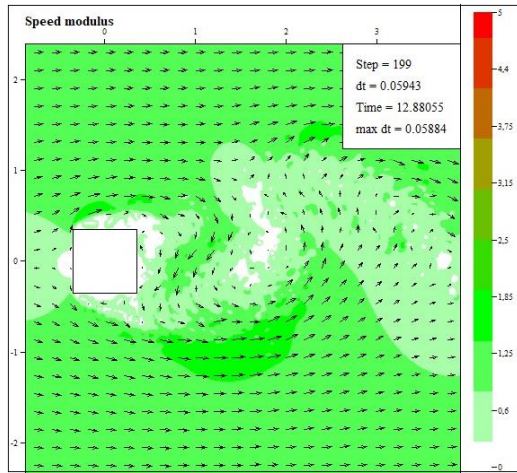 Speed modulus
0 1 2 3
Step = 199
dt = 0.05943
Time = 12.88055
max dt = 0.05884
2
1
0
-1
-2
5
4,4
3,75
3,15
2,5
1,85
1,25
0,6
0